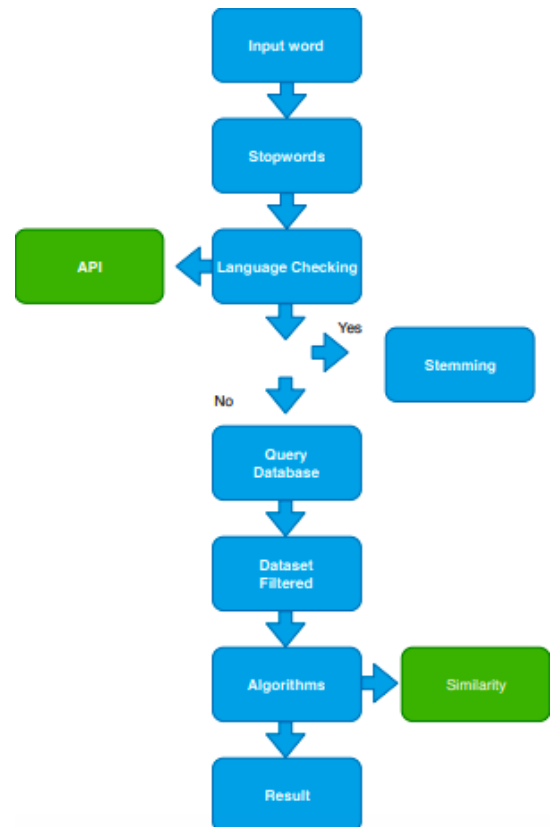 Input word
Stopwords
API
Language Checking
Yes
Stemming
No
Query
Database
Dataset
Filtered
Algorithms
Similarity
Result